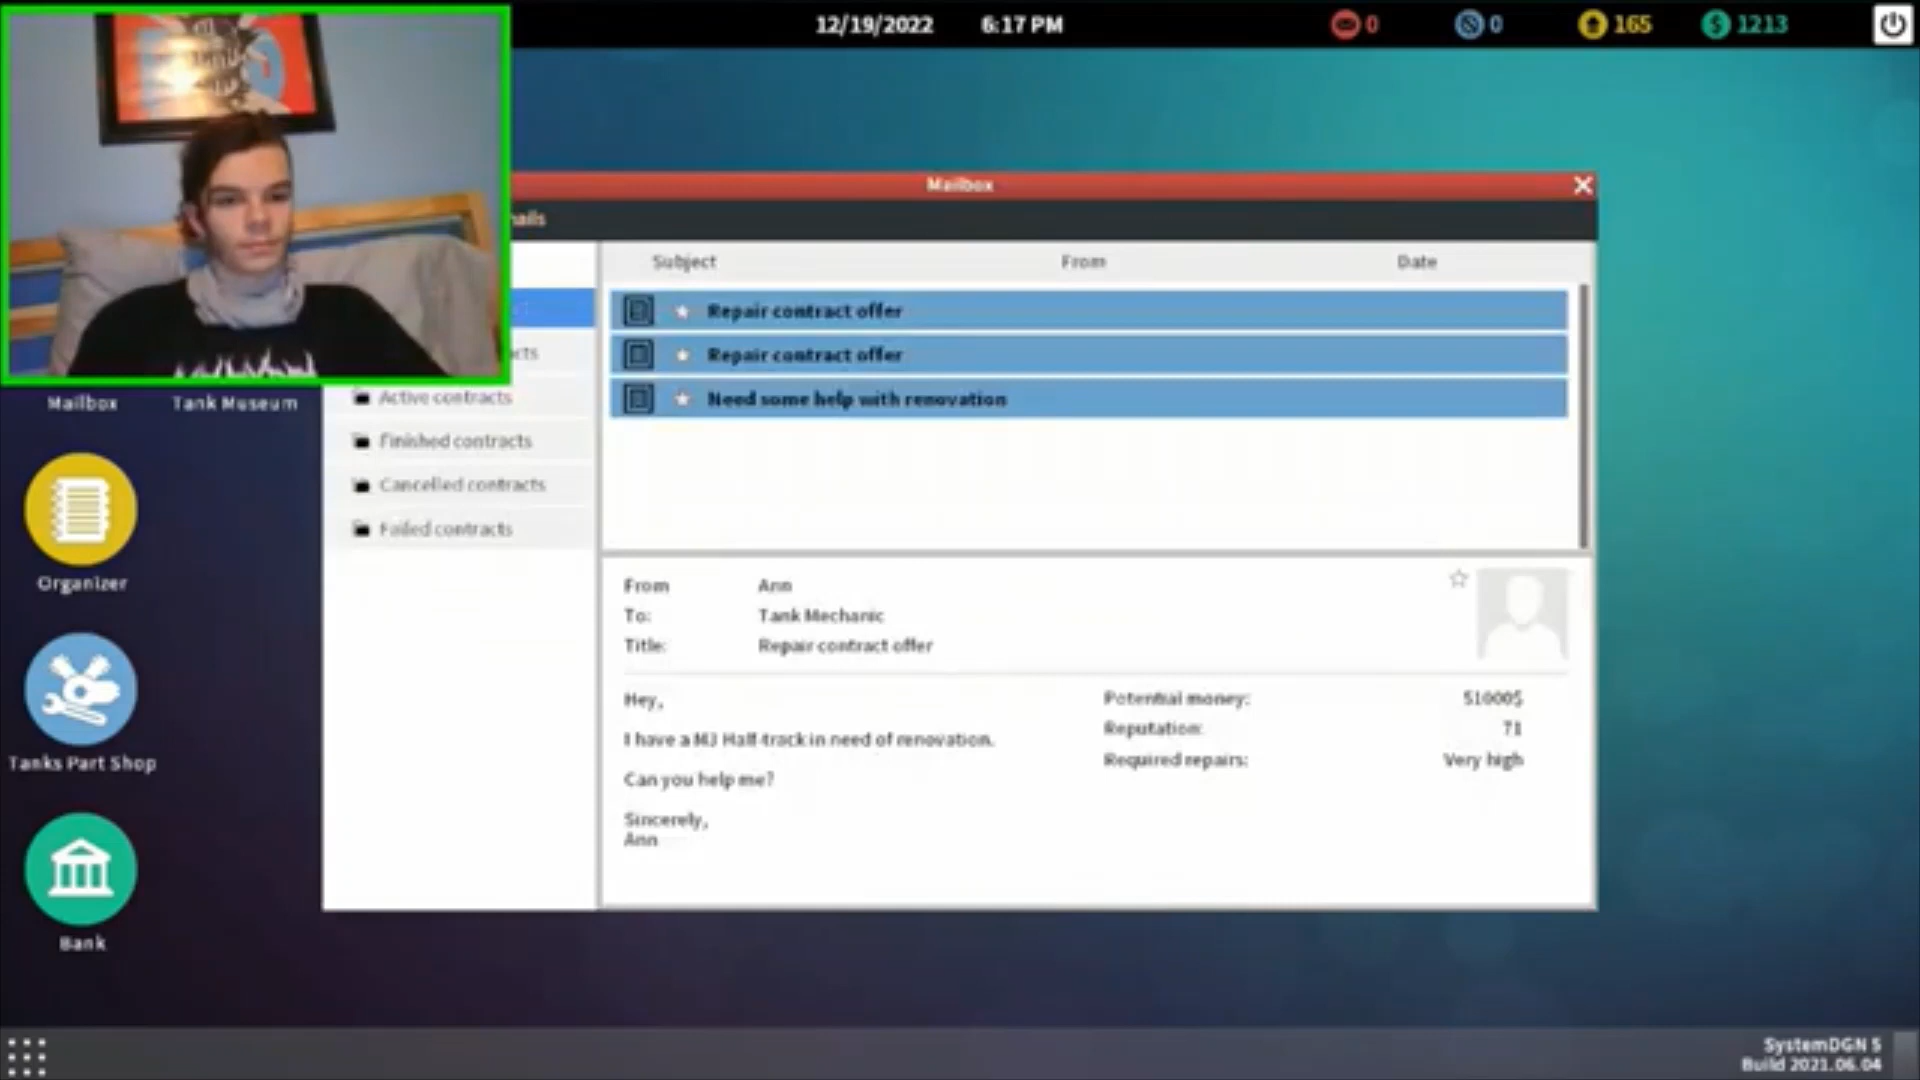 12/19/2022 6:17 PM 0 0 165 1213
Mailbox
ails
Subject From Date
Repair contract offer
cts
Repair contract offer
Active contracts
Need some help with renovation
Mailbox Tank Museum
Finished contracts
Cancelled contracts
Failed contracts
Organizer
From Ann
To: Tank Mechanic
Title: Repair contract offer
Hey, Potential money: $1000$
Reputation: 71
I have a M3 Half-track in need of renovation.
Required repairs: Very high
Can you help me?
Tanks Part Shop
Sincerely,
Ann
Bank
SystemDGN 5
Build 2021.06.04